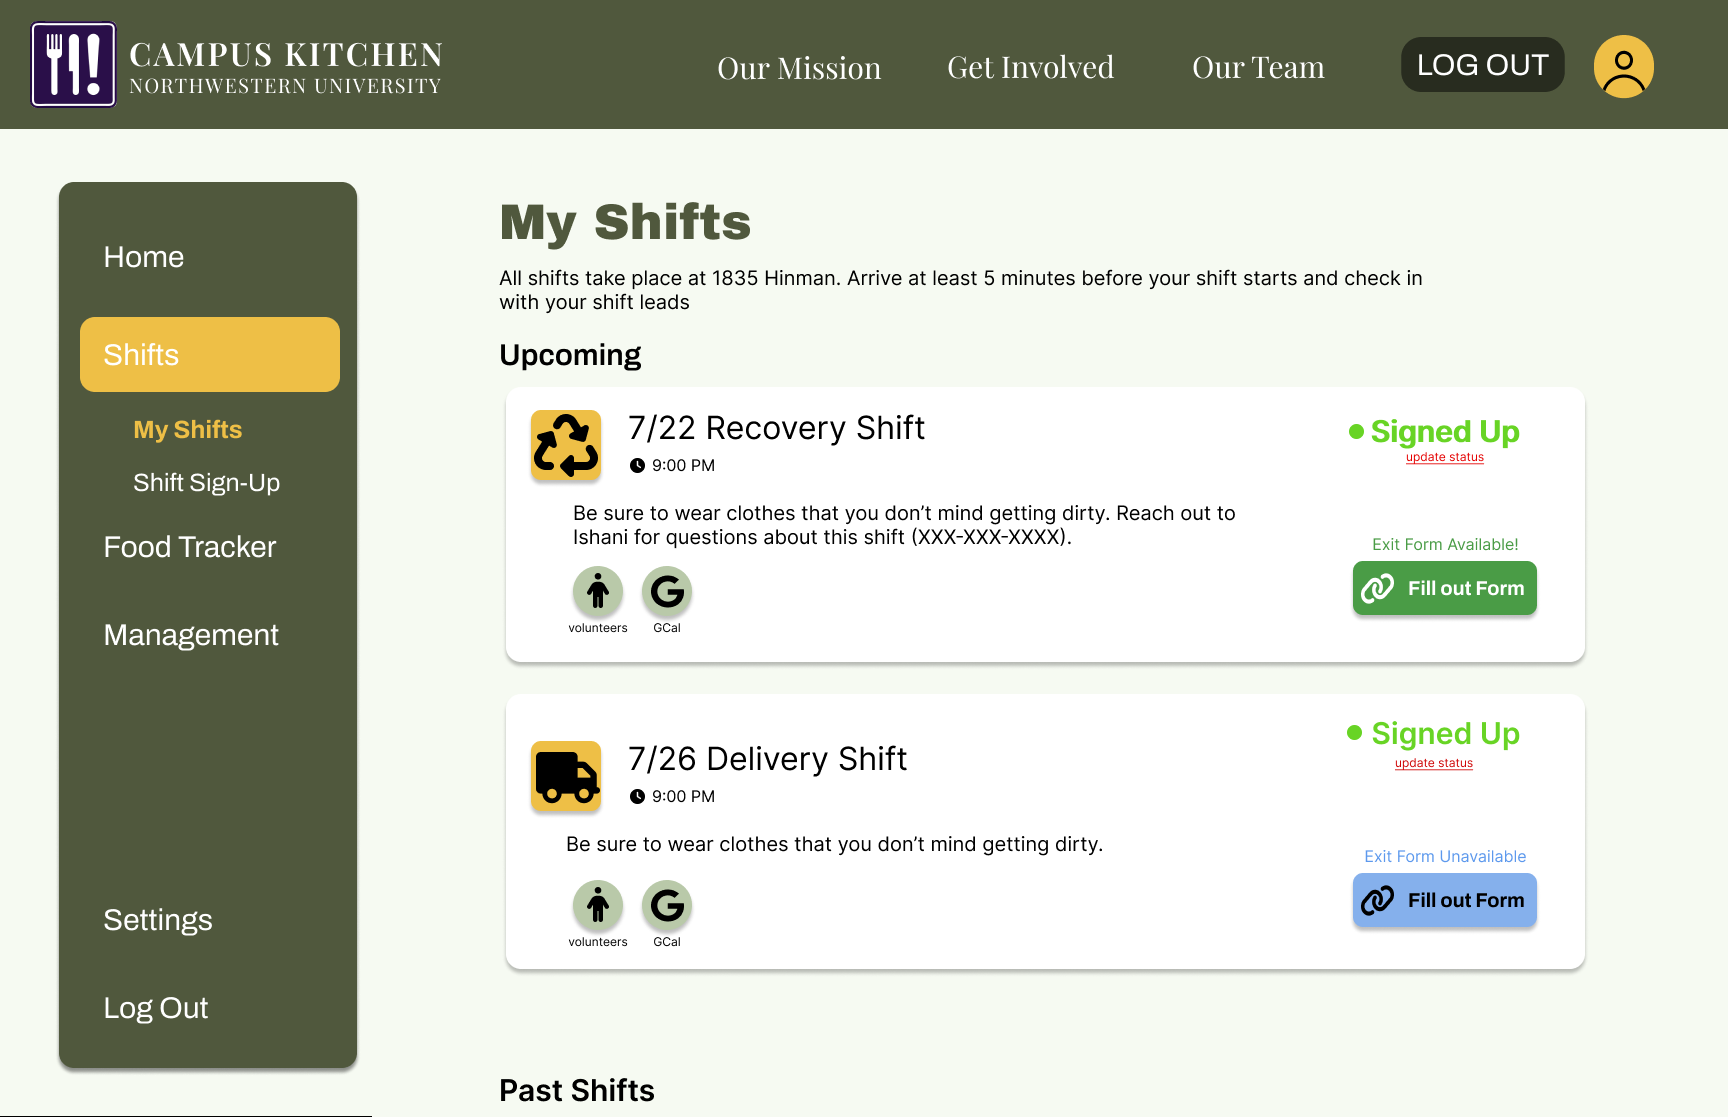 CAMPUS KITCHEN
NORTHWESTERN UNIVERSITY
Our Mission
Get Involved
Our Team
LOG OUT
Home
Shifts
My Shifts
Shift Sign-Up
Food Tracker
Management
Settings
Log Out
My Shifts
All shifts take place at 1835 Hinman. Arrive at least 5 minutes before your shift starts and check in
with your shift leads
Upcoming
7/22 Recovery Shift
9:00 PM
Signed Up
update status
Be sure to wear clothes that you don’t mind getting dirty. Reach out to
Ishani for questions about this shift (XXX-XXX-XXXX).
volunteers
G
GCal
Exit Form Available!
Fill out Form
7/26 Delivery Shift
9:00 PM
Signed Up
update status
Be sure to wear clothes that you don’t mind getting dirty.
volunteers
G
GCal
Exit Form Unavailable
Fill out Form
Past Shifts